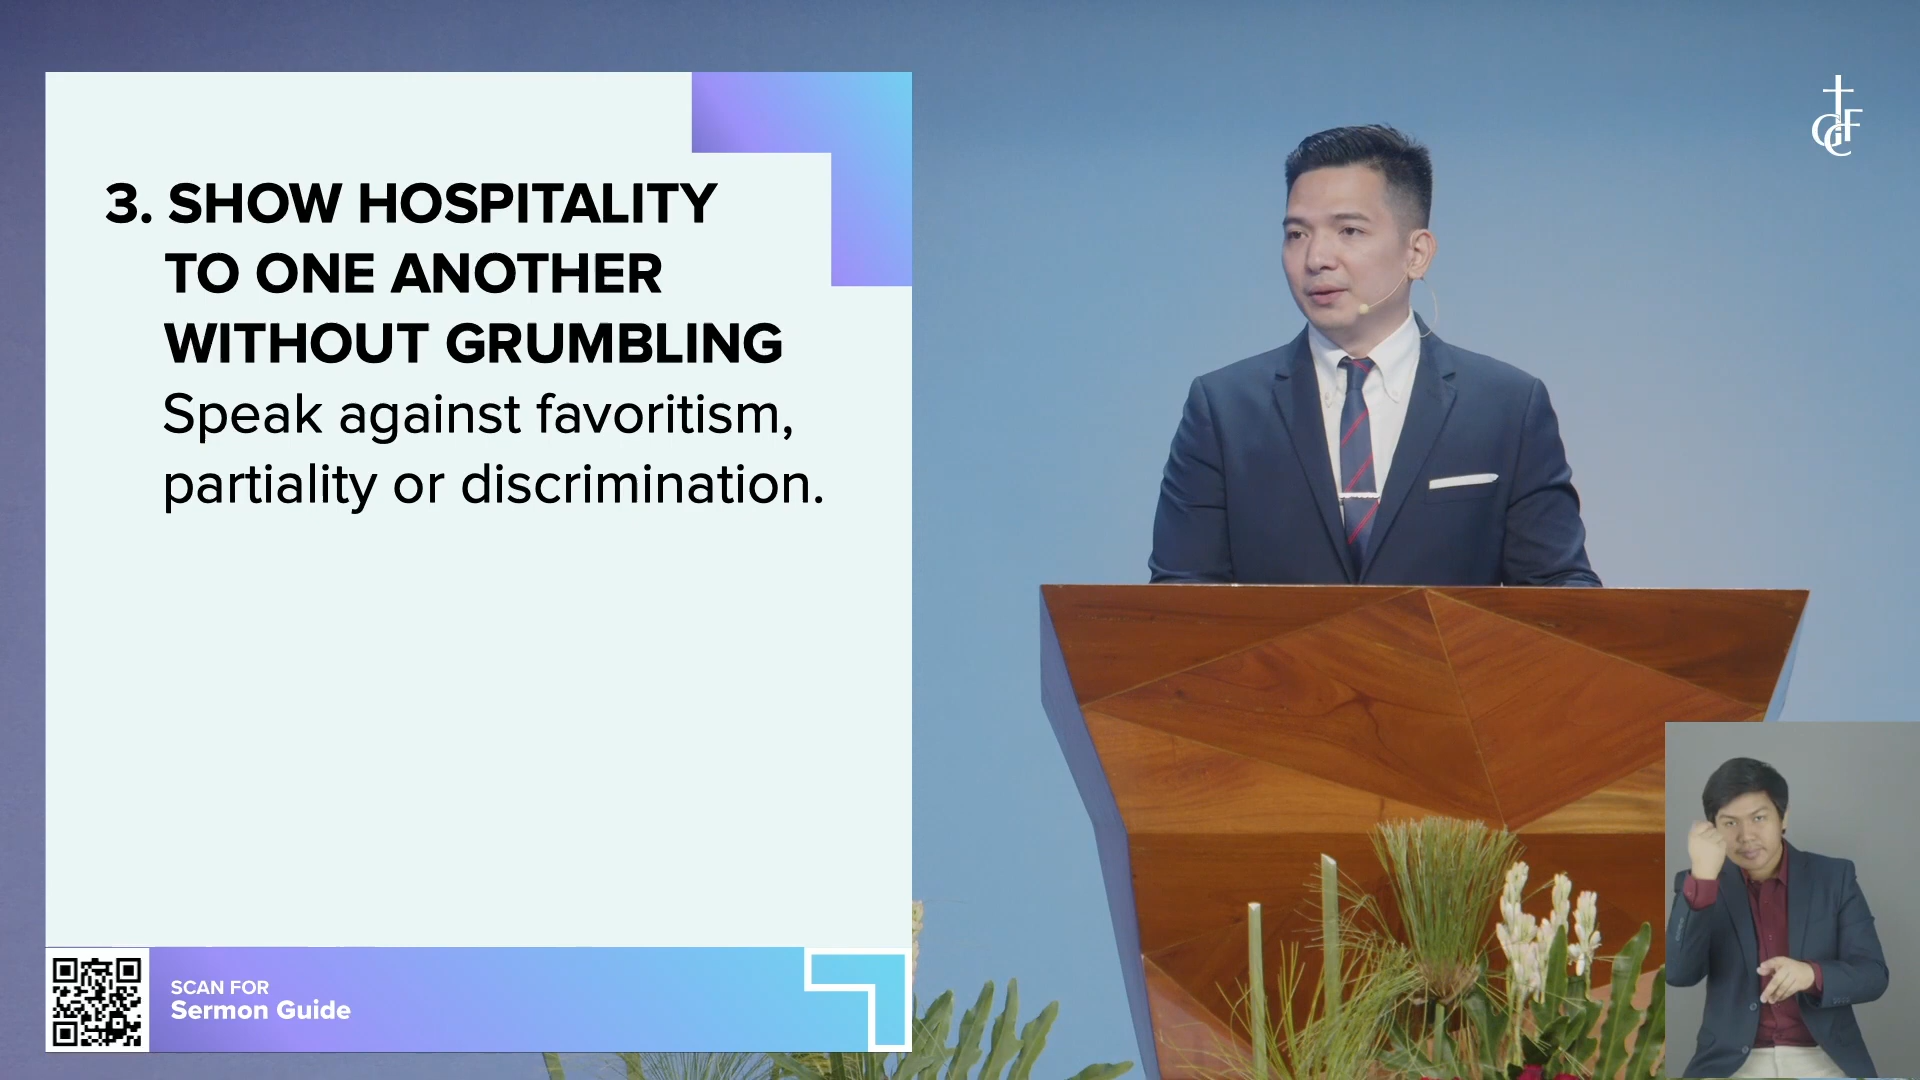 3. SHOW HOSPITALITY
TO ONE ANOTHER
WITHOUT GRUMBLING
Speak against favoritism,
partiality or discrimination.
SCAN FOR
Sermon Guide